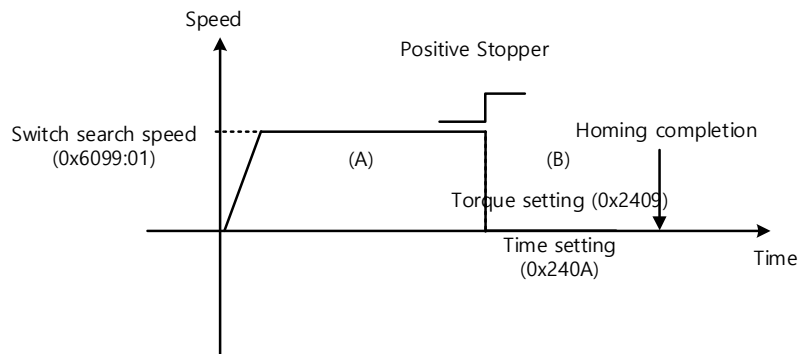 Speed
Positive Stopper
Switch search speed
(0x6099:01)
Homing completion
(A)
(B)
Torque setting (0x2409)
Time setting
(0x240A)
Time